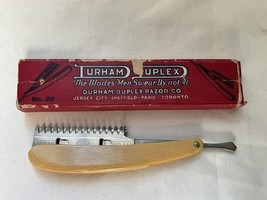 DURHAM DUPLEX
The Blades Men Swear By not At
DURHAM DUPLEX RAZOR CO.
JERSEY CITY · SHEFFIELD · PARIS · TORONTO
No. 20